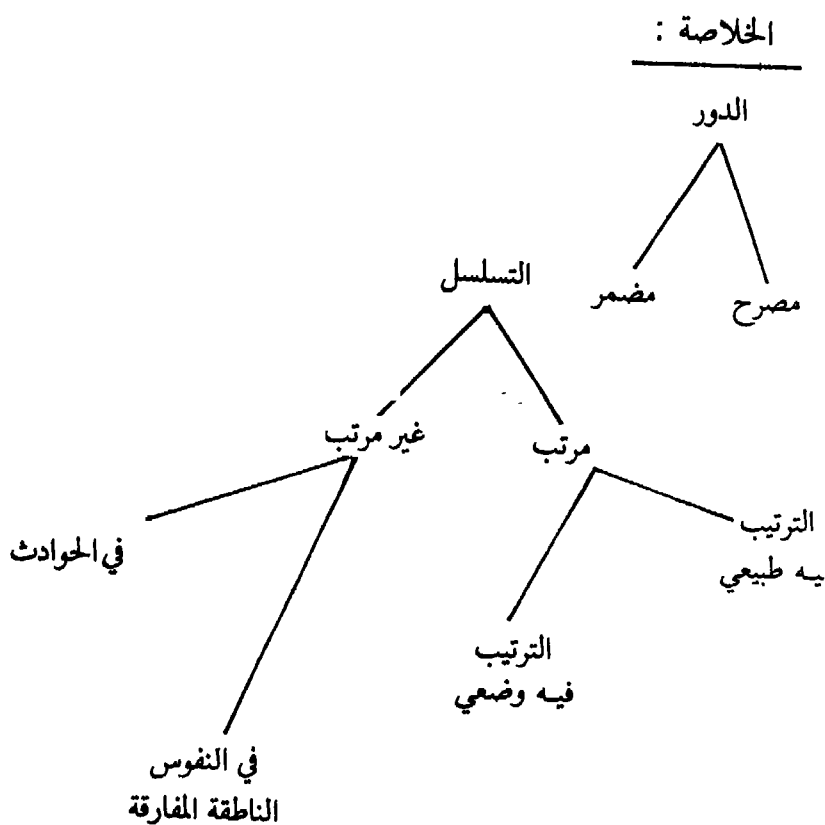 الخلاصة :
الدور
مصرح
مضمر
التسلسل
مرتب
غير مرتب
الترتيب
يه طبيعي
الترتيب
فيه وضعي
في الحوادث
في النفوس
الناطقة المفارقة